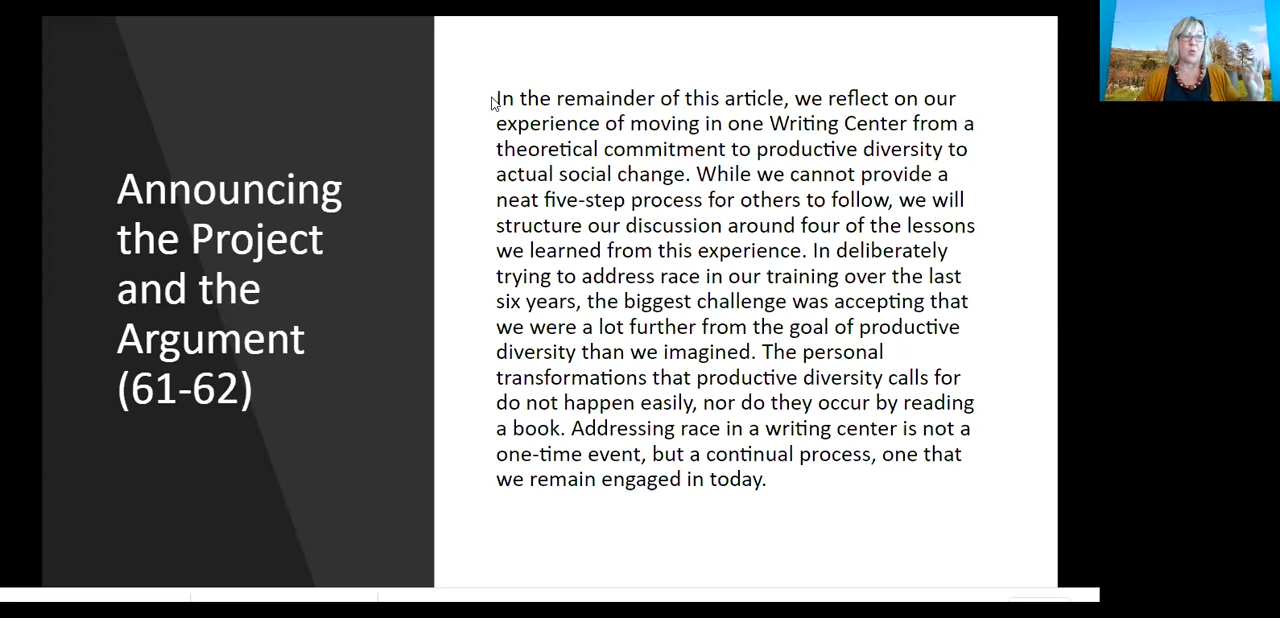 Announcing
the Project
and the
Argument
(61-62)
In the remainder of this article, we reflect on our
experience of moving in one Writing Center from a
theoretical commitment to productive diversity to
actual social change. While we cannot provide a
neat five-step process for others to follow, we will
structure our discussion around four of the lessons
we learned from this experience. In deliberately
trying to address race in our training over the last
six years, the biggest challenge was accepting that
we were a lot further from the goal of productive
diversity than we imagined. The personal
transformations that productive diversity calls for
do not happen easily, nor do they occur by reading
a book. Addressing race in a writing center is not a
one-time event, but a continual process, one that
we remain engaged in today.